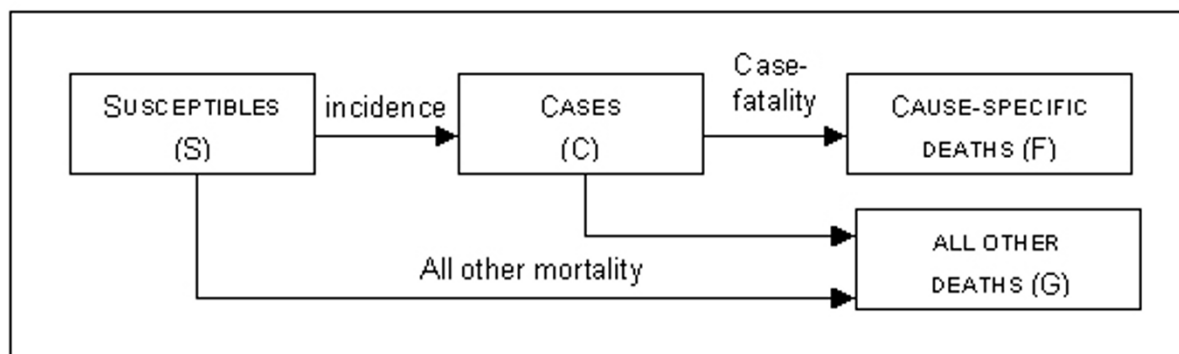 SUSCEPTIBLES
(S)
incidence
CASES
(C)
Case-
fatality
CAUSE-SPECIFIC
DEATHS (F)
All other mortality
ALL OTHER
DEATHS (G)